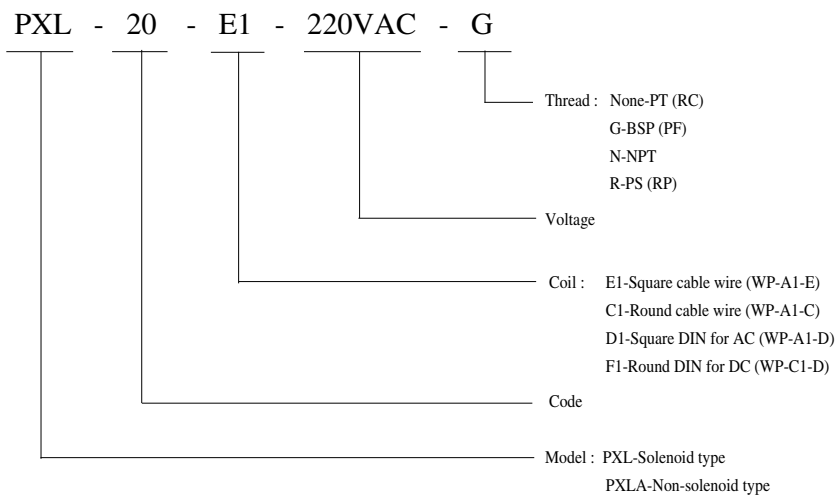 PXL - 20 - E1 - 220VAC - G
Thread : None-PT (RC)
G-BSP (PF)
N-NPT
R-PS (RP)
Voltage
Coil : E1-Square cable wire (WP-A1-E)
C1-Round cable wire (WP-A1-C)
D1-Square DIN for AC (WP-A1-D)
F1-Round DIN for DC (WP-C1-D)
Code
Model : PXL-Solenoid type
PXLA-Non-solenoid type